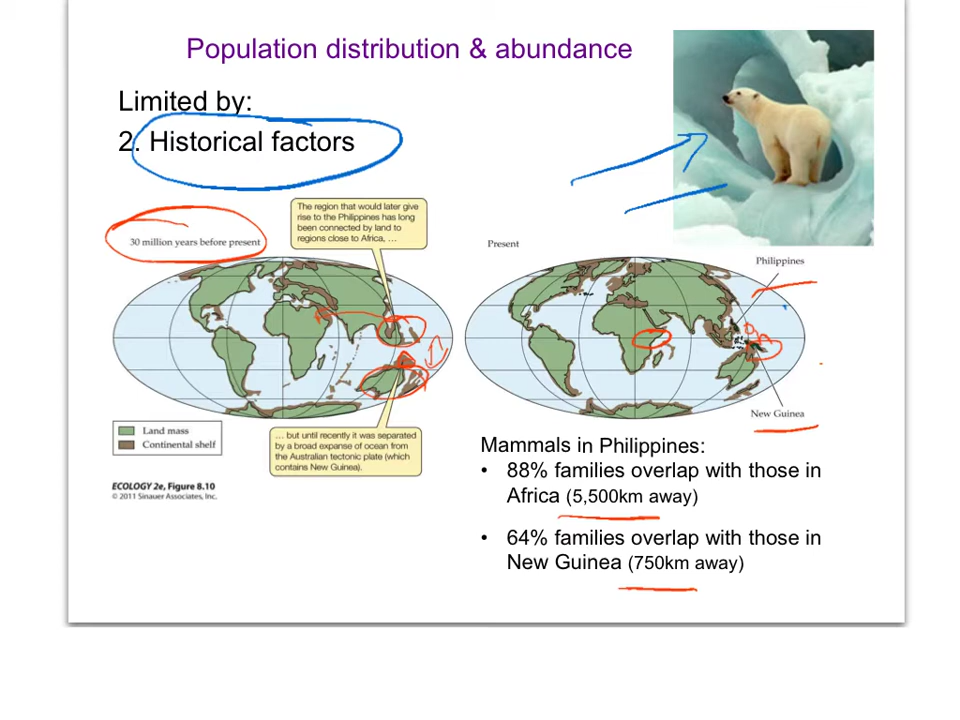 Population distribution & abundance
Limited by:
2. Historical factors
The region that would later give
rise to the Philippines has long
been connected by land to
regions close to Africa, ...
30 million years before present
Present
Philippines
New Guinea
Land mass
Continental shelf
... but until recently it was separated
by a broad expanse of ocean from
the Australian tectonic plate (which
contains New Guinea).
ECOLOGY 2e, Figure 8.10
© 2011 Sinauer Associates, Inc.
Mammals in Philippines:
• 88% families overlap with those in
Africa (5,500km away)
• 64% families overlap with those in
New Guinea (750km away)